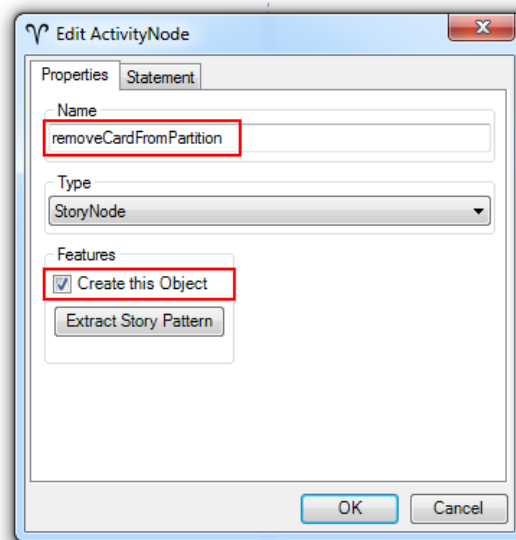 Edit ActivityNode
Properties Statement
Name
removeCardFromPartition
Type
StoryNode
Features
Create this Object
Extract Story Pattern
OK Cancel